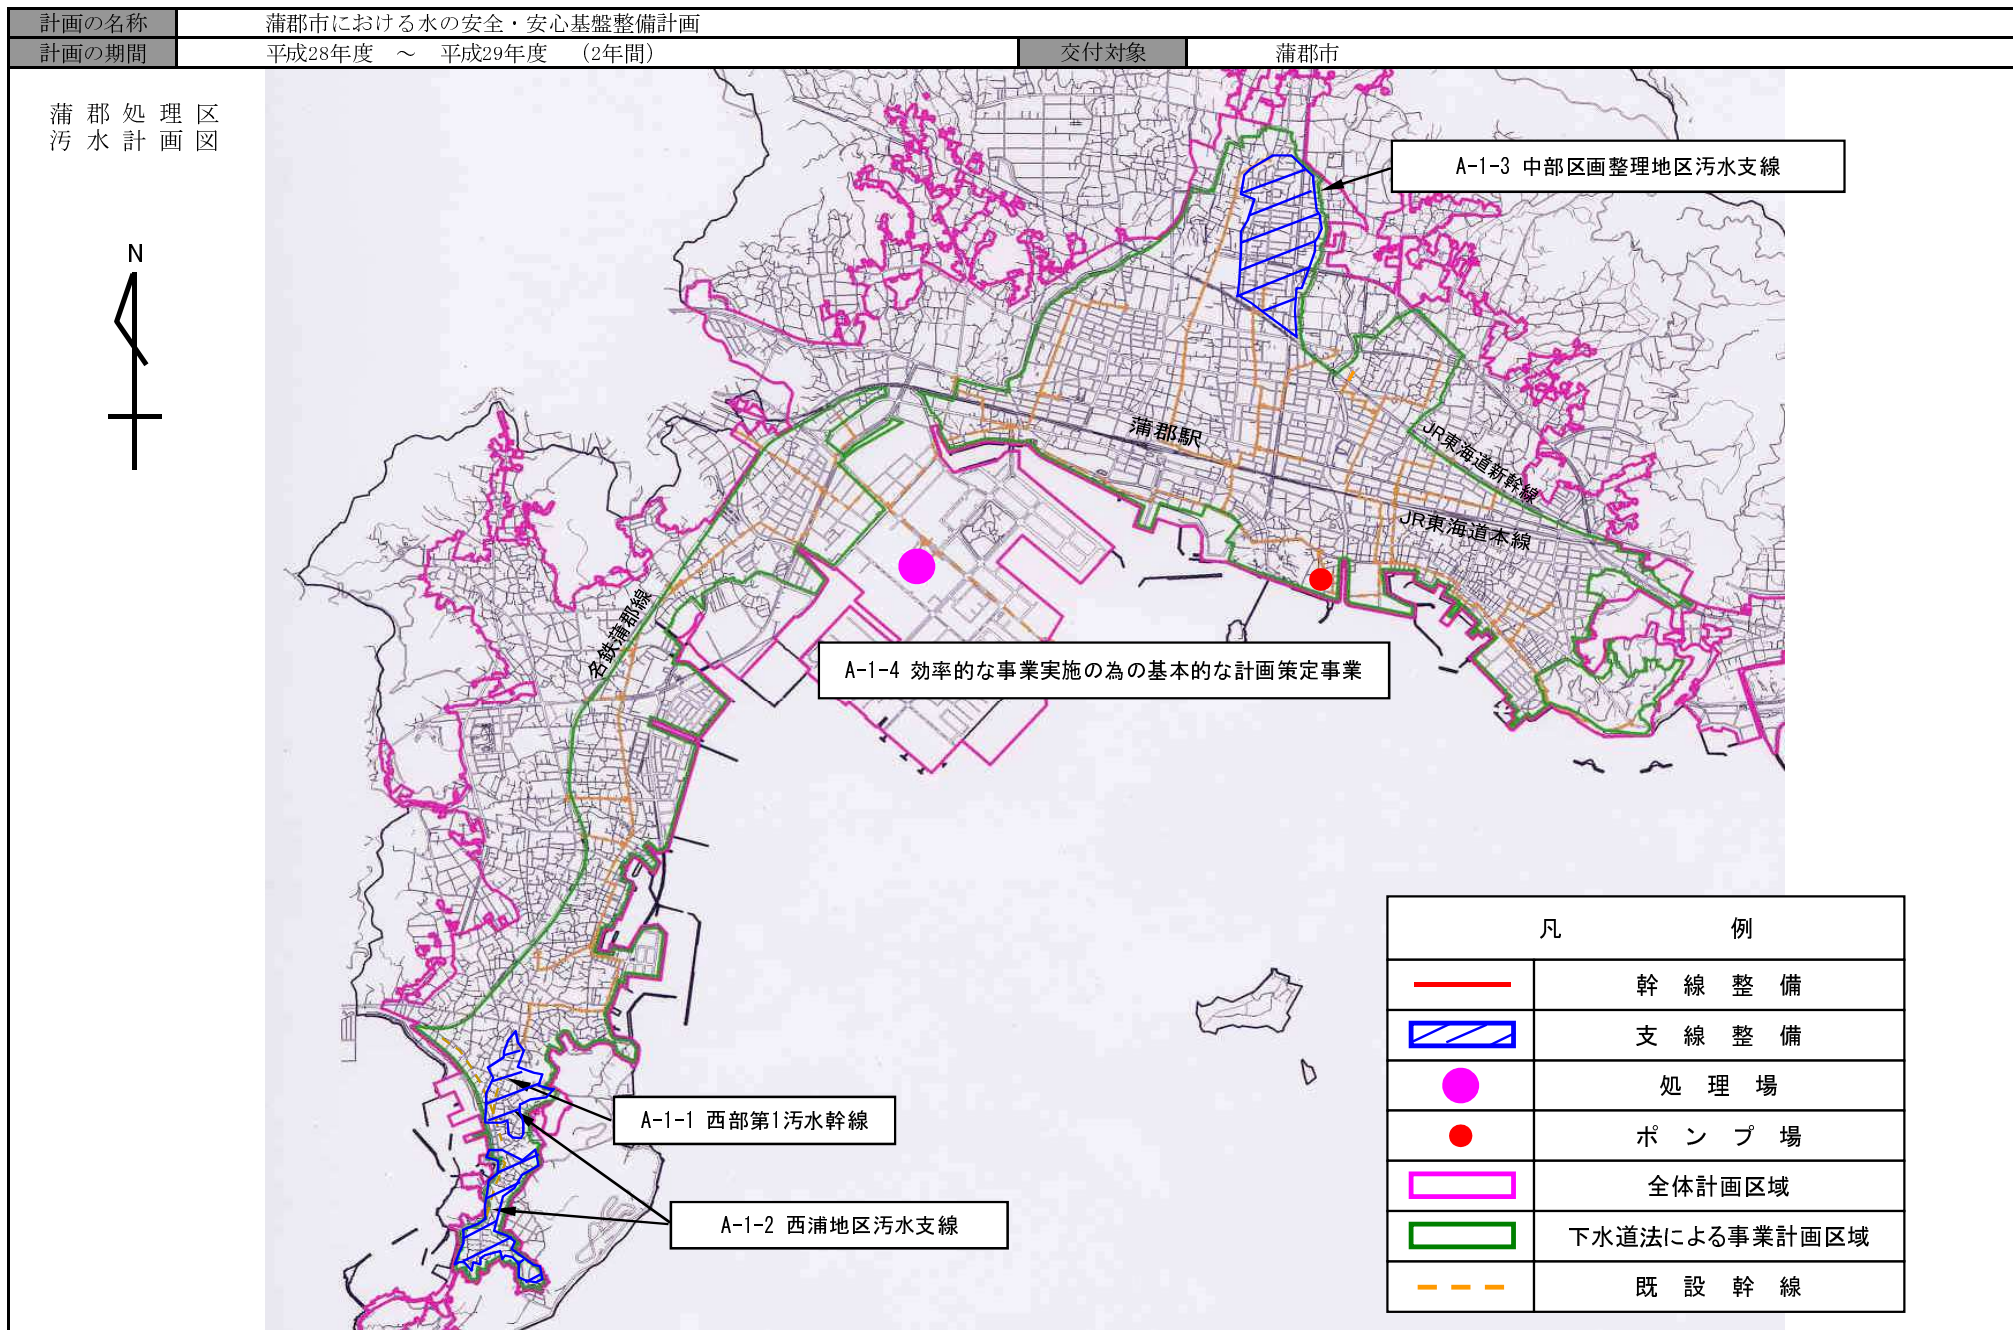 計画の名称 蒲郡市における水の安全・安心基盤整備計画
計画の期間 平成28年度 ～ 平成29年度 （2年間） 交付対象 蒲郡市
蒲郡処理区
汚水計画図
N
A-1-3 中部区画整理地区汚水支線
蒲郡駅
JR東海道新幹線
JR東海道本線
名鉄蒲郡線
A-1-4 効率的な事業実施の為の基本的な計画策定事業
A-1-1 西部第1汚水幹線
A-1-2 西浦地区汚水支線
凡例
幹線整備
支線整備
処理場
ポンプ場
全体計画区域
下水道法による事業計画区域
既設幹線